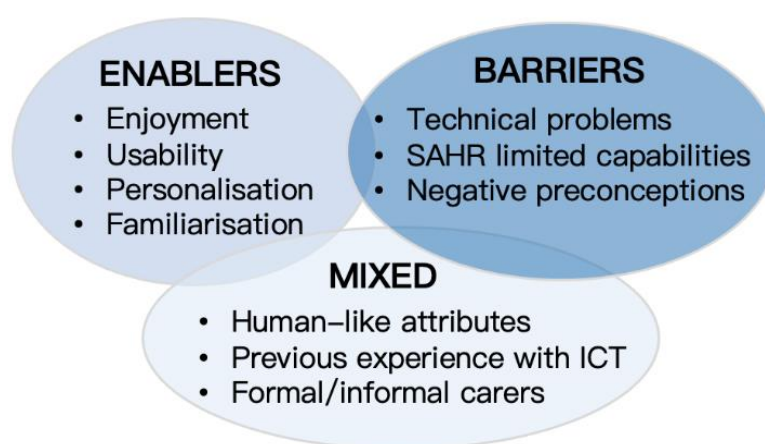 ENABLERS
• Enjoyment
• Usability
• Personalisation
• Familiarisation
BARRIERS
• Technical problems
• SAHR limited capabilities
• Negative preconceptions
MIXED
• Human-like attributes
• Previous experience with ICT
• Formal/informal carers